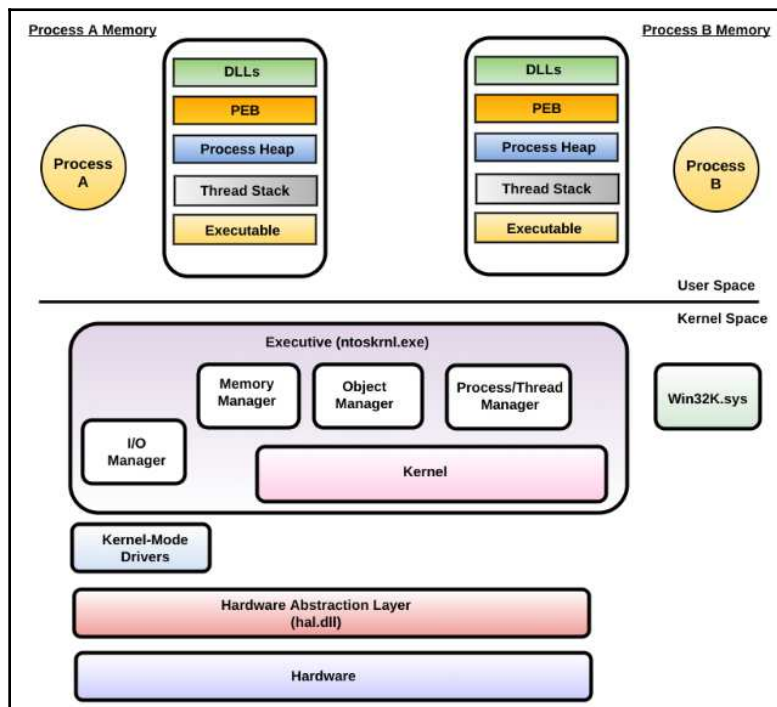 Process A Memory
Process B Memory
DLLs
PEB
Process Heap
Thread Stack
Executable
Process
A
DLLs
PEB
Process Heap
Thread Stack
Executable
Process
B
User Space
Kernel Space
Executive (ntoskrnl.exe)
Memory
Manager
Object
Manager
Process/Thread
Manager
Win32K.sys
I/O
Manager
Kernel
Kernel-Mode
Drivers
Hardware Abstraction Layer
(hal.dll)
Hardware